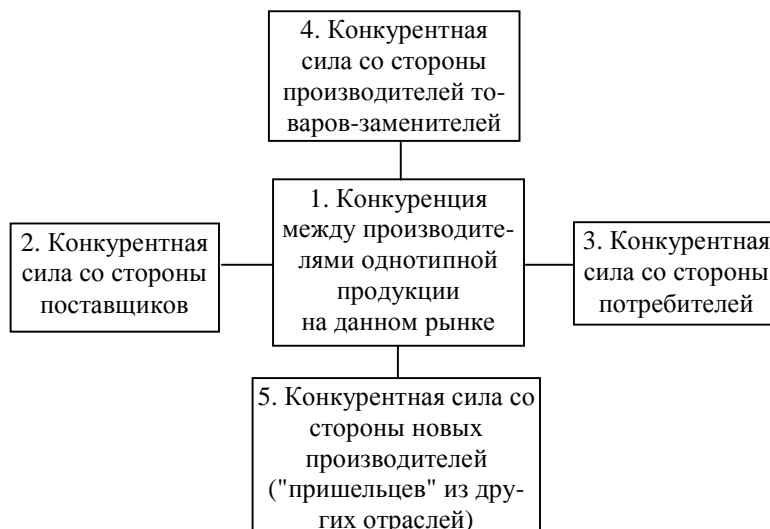 4. Конкурентная
сила со стороны
производителей то-
варов-заменителей
1. Конкуренция
между производите-
лями однотипной
продукции
на данном рынке
2. Конкурентная
сила со стороны
поставщиков
3. Конкурентная
сила со стороны
потребителей
5. Конкурентная сила со
стороны новых
производителей
("пришельцев" из дру-
гих отраслей)